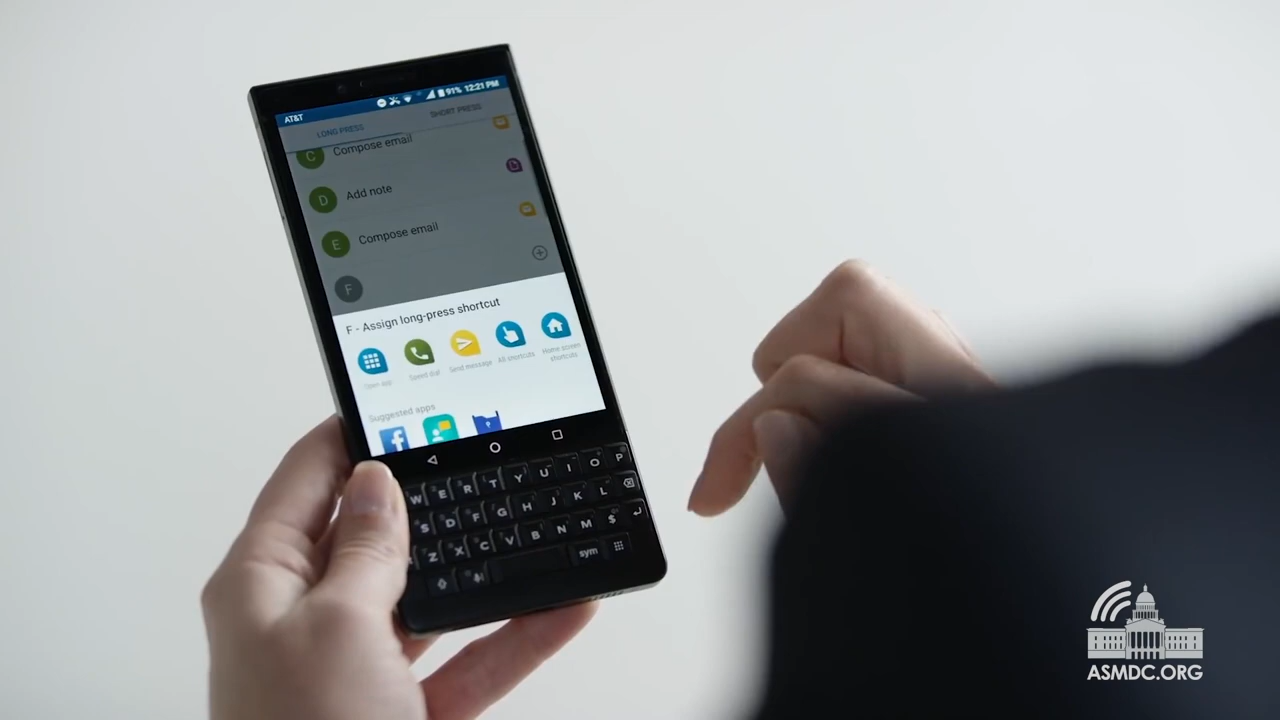 AT&T
91% 12:21 PM
LONG PRESS
SHORT PRESS
C Compose email
D Add note
E Compose email
F
F - Assign long-press shortcut
Open app
Speed dial
Send message
All shortcuts
Home screen shortcuts
Suggested apps
W E R T Y U I O P
S D F G H J K L
Z X C V B N M $
sym
ASMDC.ORG